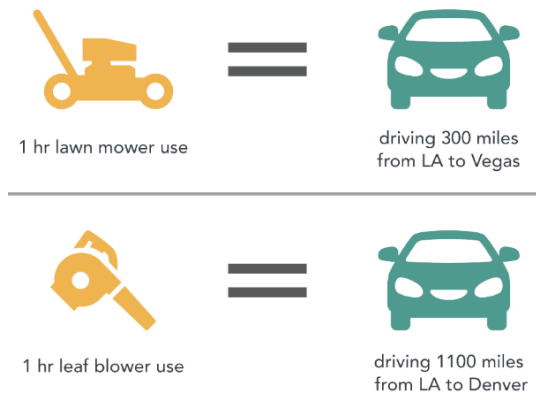 1 hr lawn mower use
driving 300 miles
from LA to Vegas
1 hr leaf blower use
driving 1100 miles
from LA to Denver